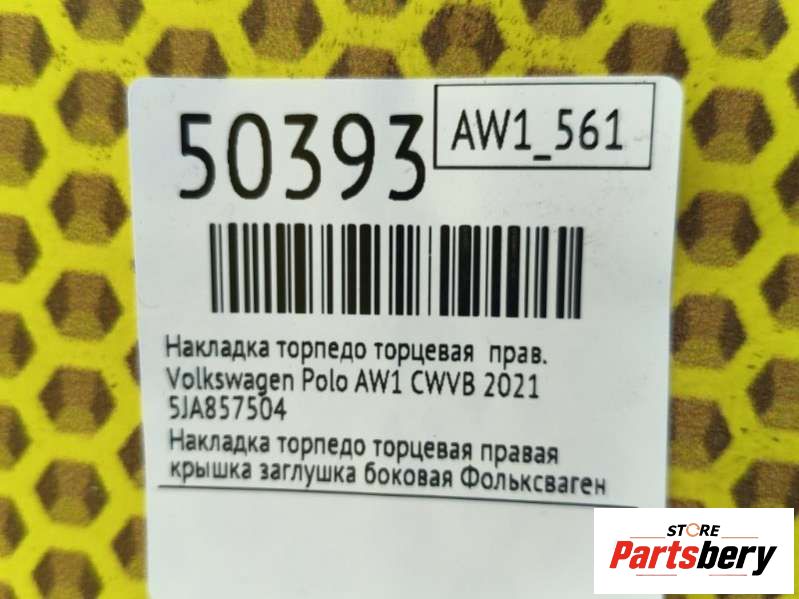 50393
AW1_561
Накладка торпедо торцевая прав.
Volkswagen Polo AW1 CWVB 2021
5JA857504
Накладка торпедо торцевая правая
крышка заглушка боковая Фольксваген
STORE
Partsbery